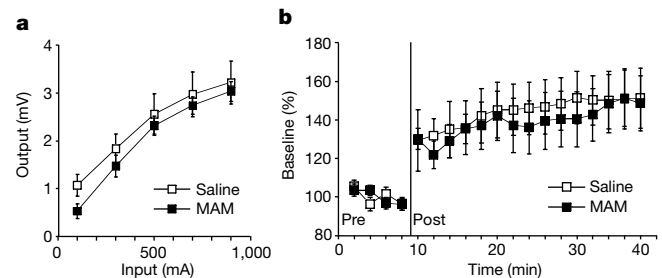 a
4
3
2
1
0
Output (mV)
0
500
1,000
Input (mA)
Saline
MAM
b
160
140
120
100
80
Baseline (%)
Pre
Post
0
10
20
30
40
Time (min)
Saline
MAM